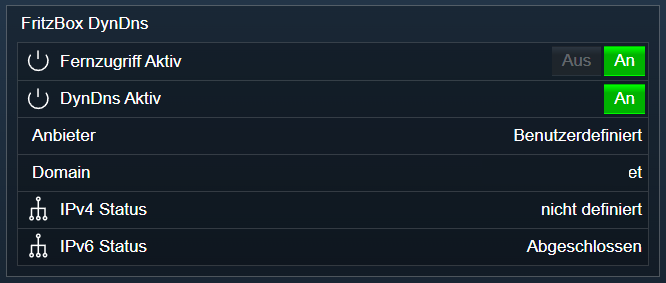 FritzBox DynDns
Fernzugriff Aktiv Aus An
DynDns Aktiv An
Anbieter Benutzerdefiniert
Domain et
IPv4 Status nicht definiert
IPv6 Status Abgeschlossen